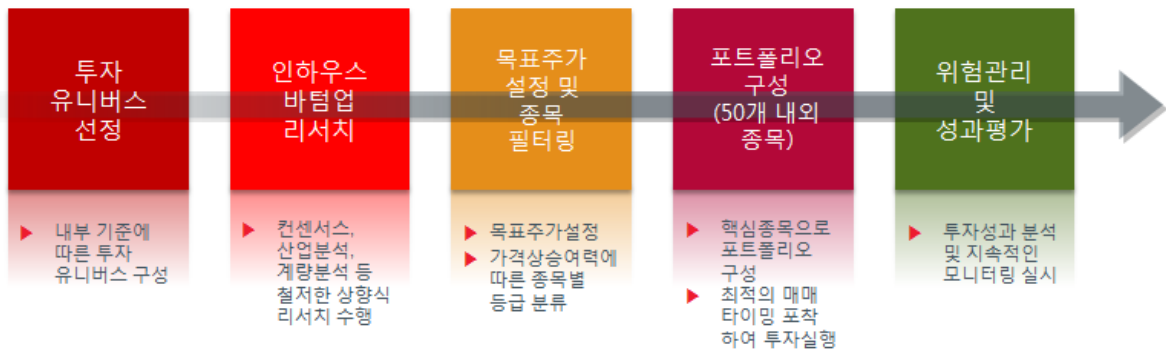 투자
유니버스
선정
인하우스
바텀업
리서치
목표주가
설정 및
종목
필터링
포트폴리오
구성
(50개 내외
종목)
위험관리
및
성과평가
▶ 내부 기준에
따른 투자
유니버스 구성
▶ 컨센서스,
산업분석,
계량분석 등
철저한 상향식
리서치 수행
▶ 목표주가설정
▶ 가격상승여력에
따른 종목별
등급 분류
▶ 핵심종목으로
포트폴리오
구성
▶ 최적의 매매
타이밍 포착
하여 투자실행
▶ 투자성과 분석
및 지속적인
모니터링 실시